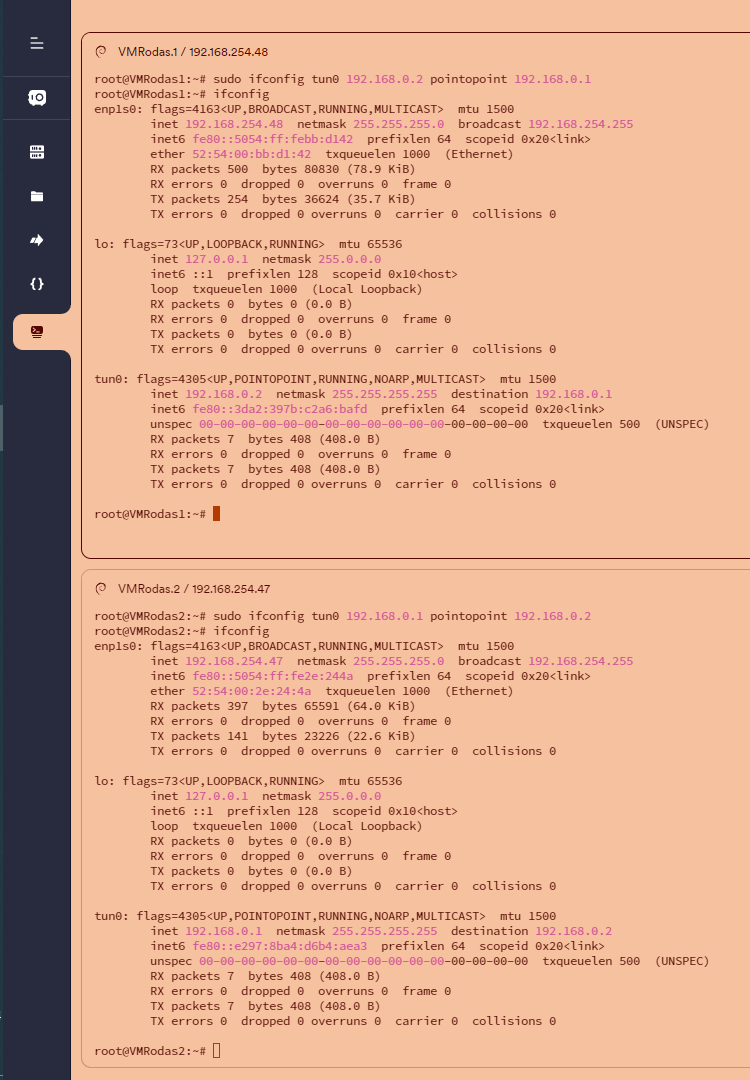 VMRodas.1 / 192.168.254.48
root@VMRodas1:~# sudo ifconfig tun0 192.168.0.2 pointopoint 192.168.0.1
root@VMRodas1:~# ifconfig
enp1s0: flags=4163<UP,BROADCAST,RUNNING,MULTICAST>  mtu 1500
        inet 192.168.254.48  netmask 255.255.255.0  broadcast 192.168.254.255
        inet6 fe80::5054:ff:febb:d142  prefixlen 64  scopeid 0x20<link>
        ether 52:54:00:bb:d1:42  txqueuelen 1000  (Ethernet)
        RX packets 500  bytes 80830 (78.9 KiB)
        RX errors 0  dropped 0  overruns 0  frame 0
        TX packets 254  bytes 36624 (35.7 KiB)
        TX errors 0  dropped 0 overruns 0  carrier 0  collisions 0
lo: flags=73<UP,LOOPBACK,RUNNING>  mtu 65536
        inet 127.0.0.1  netmask 255.0.0.0
        inet6 ::1  prefixlen 128  scopeid 0x10<host>
        loop  txqueuelen 1000  (Local Loopback)
        RX packets 0  bytes 0 (0.0 B)
        RX errors 0  dropped 0  overruns 0  frame 0
        TX packets 0  bytes 0 (0.0 B)
        TX errors 0  dropped 0 overruns 0  carrier 0  collisions 0
tun0: flags=4305<UP,POINTOPOINT,RUNNING,NOARP,MULTICAST>  mtu 1500
        inet 192.168.0.2  netmask 255.255.255.255  destination 192.168.0.1
        inet6 fe80::3da2:397b:c2a6:bafd  prefixlen 64  scopeid 0x20<link>
        unspec 00-00-00-00-00-00-00-00-00-00-00-00-00-00-00-00  txqueuelen 500  (UNSPEC)
        RX packets 7  bytes 408 (408.0 B)
        RX errors 0  dropped 0  overruns 0  frame 0
        TX packets 7  bytes 408 (408.0 B)
        TX errors 0  dropped 0 overruns 0  carrier 0  collisions 0
root@VMRodas1:~#
VMRodas.2 / 192.168.254.47
root@VMRodas2:~# sudo ifconfig tun0 192.168.0.1 pointopoint 192.168.0.2
root@VMRodas2:~# ifconfig
enp1s0: flags=4163<UP,BROADCAST,RUNNING,MULTICAST>  mtu 1500
        inet 192.168.254.47  netmask 255.255.255.0  broadcast 192.168.254.255
        inet6 fe80::5054:ff:fe2e:244a  prefixlen 64  scopeid 0x20<link>
        ether 52:54:00:2e:24:4a  txqueuelen 1000  (Ethernet)
        RX packets 397  bytes 65591 (64.0 KiB)
        RX errors 0  dropped 0  overruns 0  frame 0
        TX packets 141  bytes 23226 (22.6 KiB)
        TX errors 0  dropped 0 overruns 0  carrier 0  collisions 0
lo: flags=73<UP,LOOPBACK,RUNNING>  mtu 65536
        inet 127.0.0.1  netmask 255.0.0.0
        inet6 ::1  prefixlen 128  scopeid 0x10<host>
        loop  txqueuelen 1000  (Local Loopback)
        RX packets 0  bytes 0 (0.0 B)
        RX errors 0  dropped 0  overruns 0  frame 0
        TX packets 0  bytes 0 (0.0 B)
        TX errors 0  dropped 0 overruns 0  carrier 0  collisions 0
tun0: flags=4305<UP,POINTOPOINT,RUNNING,NOARP,MULTICAST>  mtu 1500
        inet 192.168.0.1  netmask 255.255.255.255  destination 192.168.0.2
        inet6 fe80::e297:8ba4:d6b4:aea3  prefixlen 64  scopeid 0x20<link>
        unspec 00-00-00-00-00-00-00-00-00-00-00-00-00-00-00-00  txqueuelen 500  (UNSPEC)
        RX packets 7  bytes 408 (408.0 B)
        RX errors 0  dropped 0  overruns 0  frame 0
        TX packets 7  bytes 408 (408.0 B)
        TX errors 0  dropped 0 overruns 0  carrier 0  collisions 0
root@VMRodas2:~#